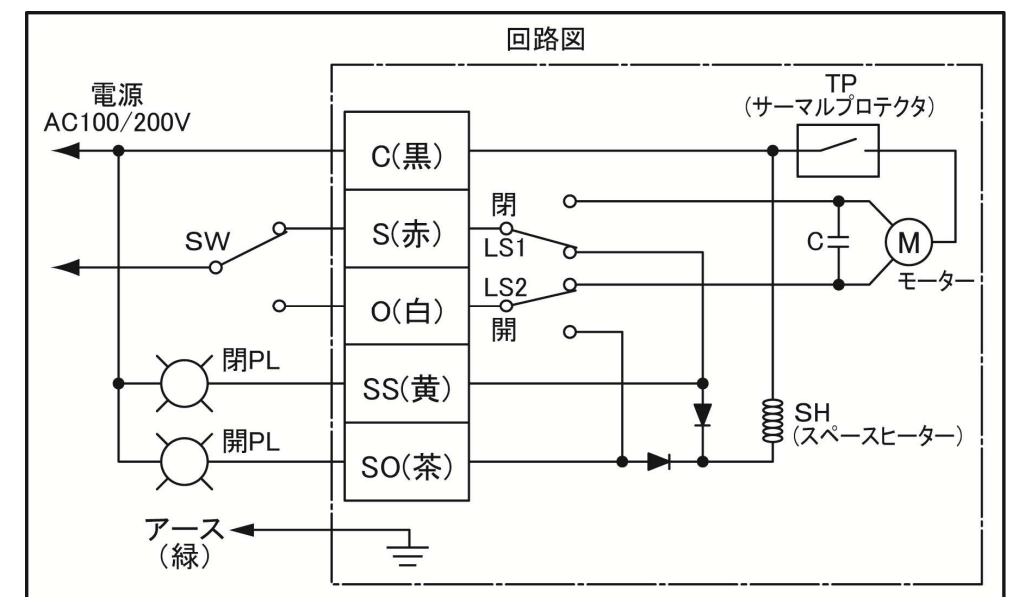 回路図
電源
AC100/200V
TP
(サーマルプロテクタ)
C(黒)
S(赤)
閉
LS1
SW
C
M
モーター
LS2
O(白)
開
閉PL
SS(黄)
SH
(スペースヒーター)
開PL
SO(茶)
アース
(緑)